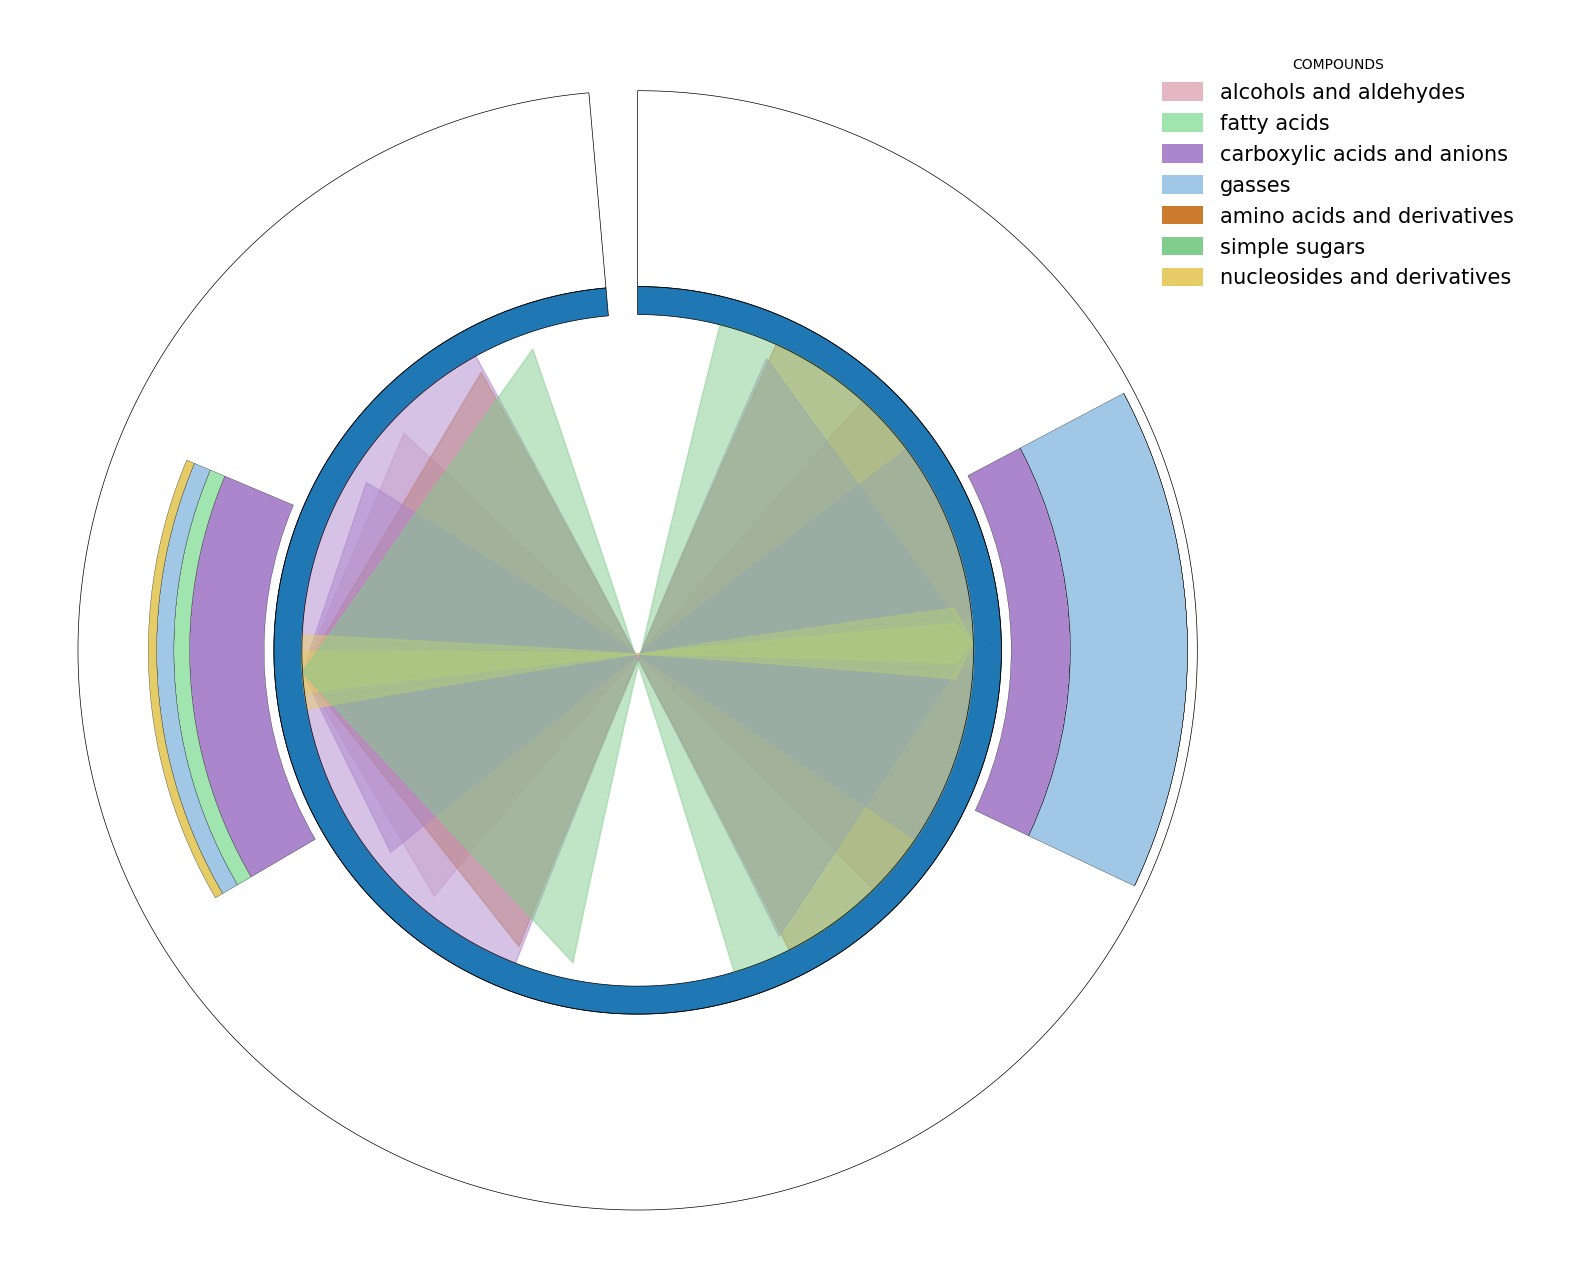 COMPOUNDS
alcohols and aldehydes
fatty acids
carboxylic acids and anions
gasses
amino acids and derivatives
simple sugars
nucleosides and derivatives